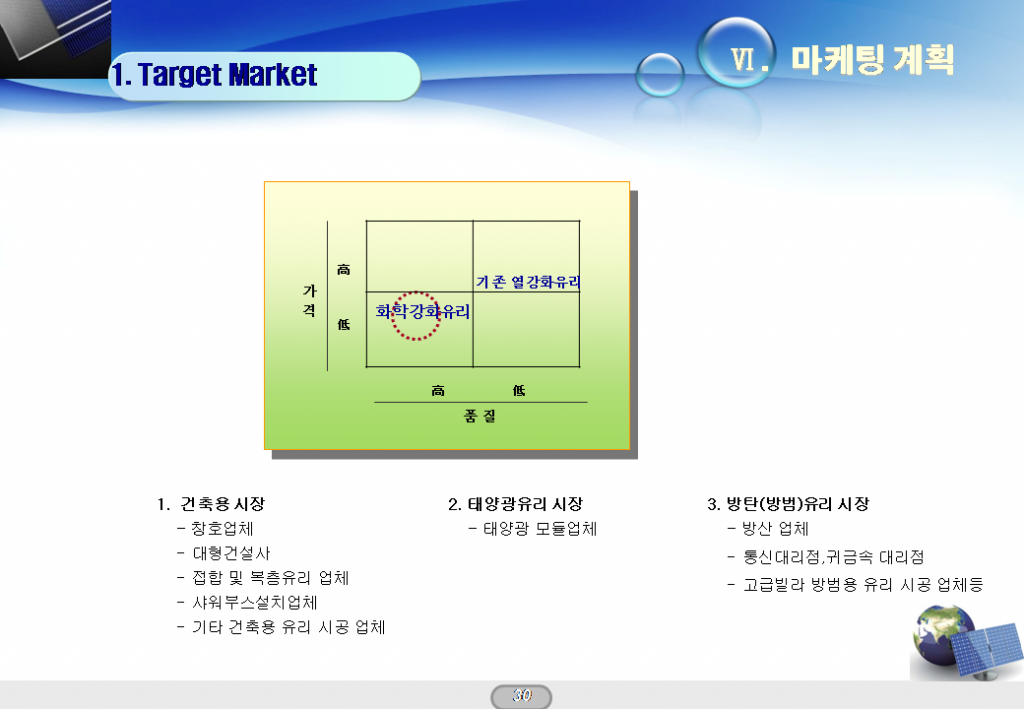 1. Target Market
Ⅵ. 마케팅 계획
高
기존 열강화유리
가
격
화학강화유리
低
高 低
품 질
1. 건축용 시장
- 창호업체
- 대형건설사
- 접합 및 복층유리 업체
- 샤워부스설치업체
- 기타 건축용 유리 시공 업체
2. 태양광유리 시장
- 태양광 모듈업체
3. 방탄(방범)유리 시장
- 방산 업체
- 통신대리점,귀금속 대리점
- 고급빌라 방범용 유리 시공 업체등
30